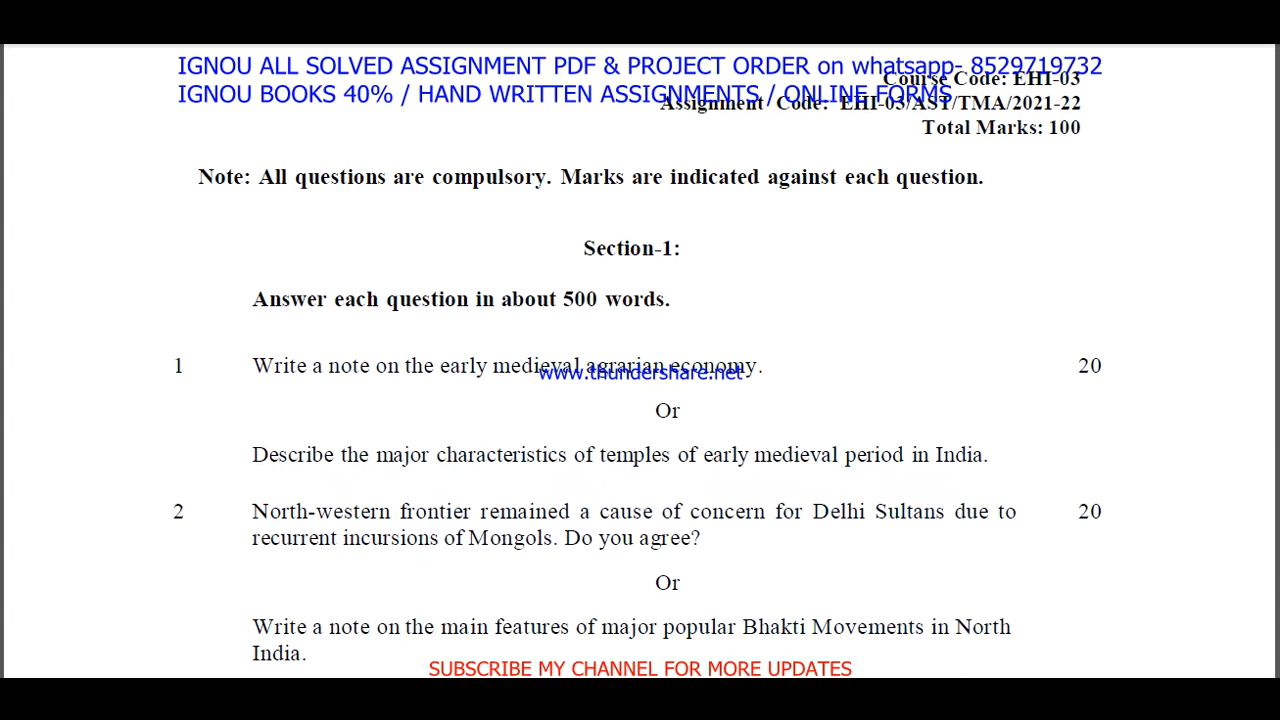 IGNOU ALL SOLVED ASSIGNMENT PDF & PROJECT ORDER on whatsapp- 8529719732
Course Code: EHI-03
IGNOU BOOKS 40% / HAND WRITTEN ASSIGNMENTS / ONLINE FORMS
Assignment Code: EHI-03/AST/TMA/2021-22
Total Marks: 100
Note: All questions are compulsory. Marks are indicated against each question.
Section-1:
Answer each question in about 500 words.
1 Write a note on the early medieval agrarian economy. 20
www.thundershare.net
Or
Describe the major characteristics of temples of early medieval period in India.
2 North-western frontier remained a cause of concern for Delhi Sultans due to 20
recurrent incursions of Mongols. Do you agree?
Or
Write a note on the main features of major popular Bhakti Movements in North
India.
SUBSCRIBE MY CHANNEL FOR MORE UPDATES